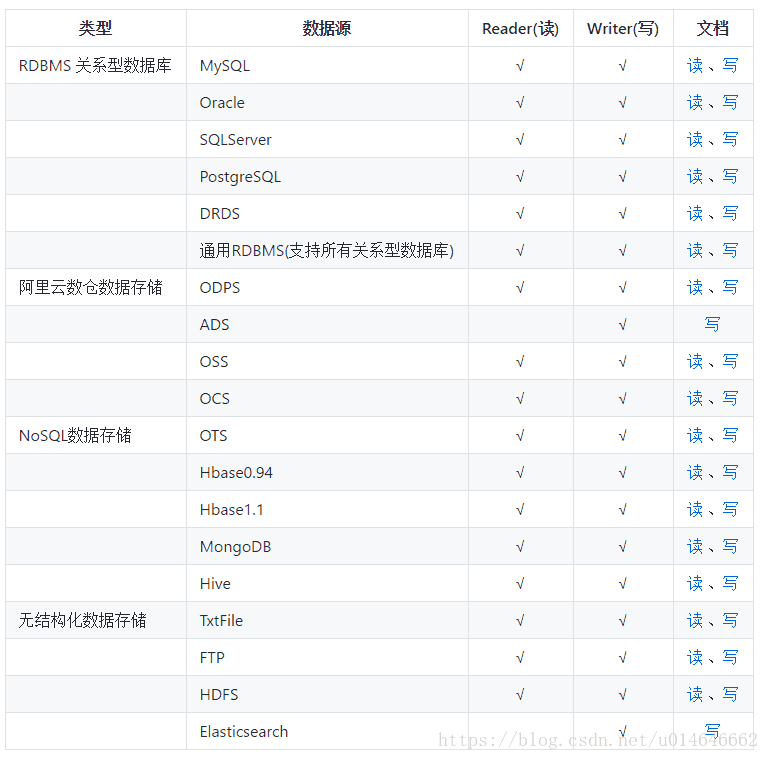 类型 数据源 Reader(读) Writer(写) 文档
RDBMS 关系型数据库 MySQL √ √ 读 、写
Oracle √ √ 读 、写
SQLServer √ √ 读 、写
PostgreSQL √ √ 读 、写
DRDS √ √ 读 、写
通用RDBMS(支持所有关系型数据库) √ √ 读 、写
阿里云数仓数据存储 ODPS √ √ 读 、写
ADS √ 写
OSS √ √ 读 、写
OCS √ √ 读 、写
NoSQL数据存储 OTS √ √ 读 、写
Hbase0.94 √ √ 读 、写
Hbase1.1 √ √ 读 、写
MongoDB √ √ 读 、写
Hive √ √ 读 、写
无结构化数据存储 TxtFile √ √ 读 、写
FTP √ √ 读 、写
HDFS √ √ 读 、写
Elasticsearch √ 写
https://blog.csdn.net/u014646662